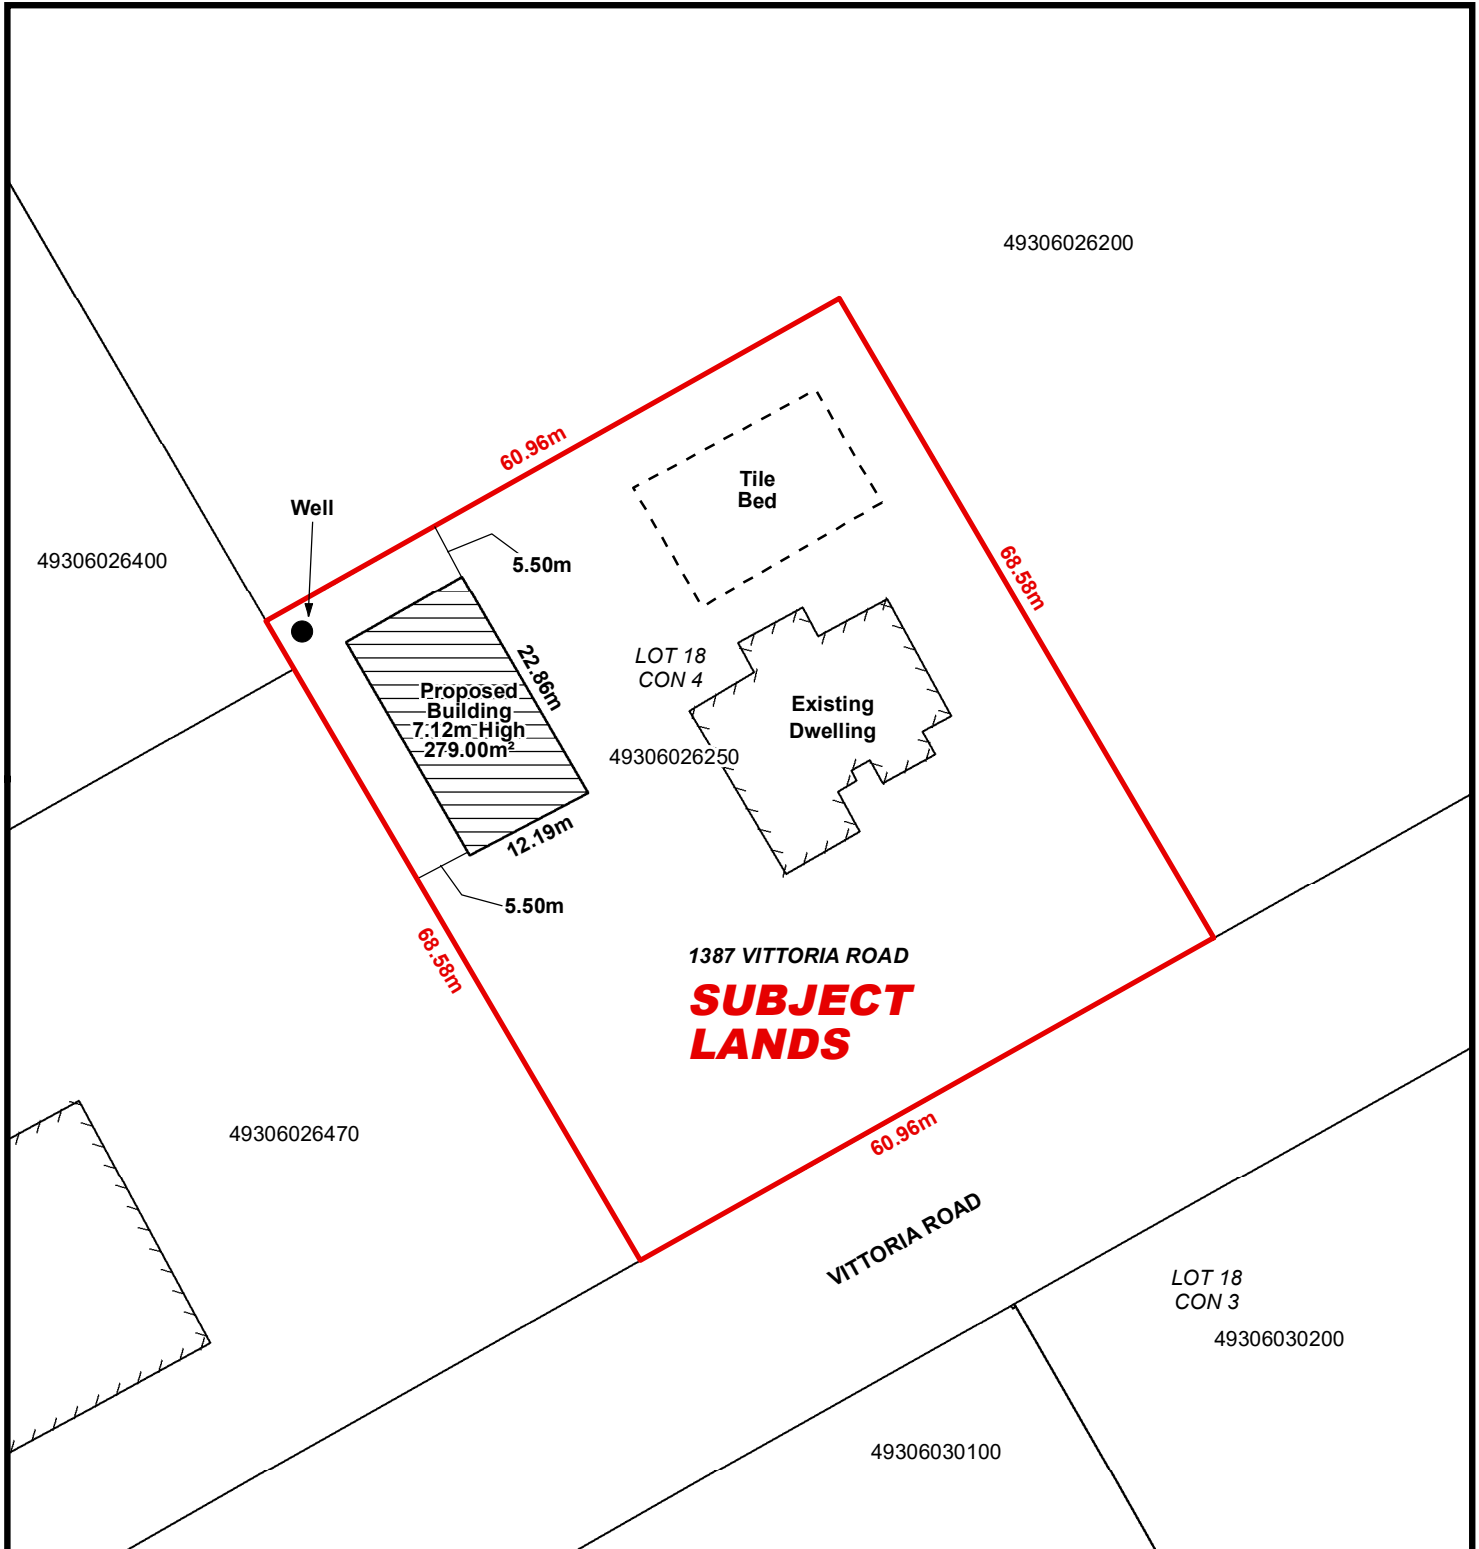 49306026200
60.96m
Tile
Bed
Well
49306026400
5.50m
68.58m
22.86m
LOT 18
CON 4
Proposed
Building
7.12m High
279.00m²
Existing
Dwelling
49306026250
12.19m
5.50m
68.58m
1387 VITTORIA ROAD
SUBJECT
LANDS
49306026470
60.96m
VITTORIA ROAD
LOT 18
CON 3
49306030200
49306030100